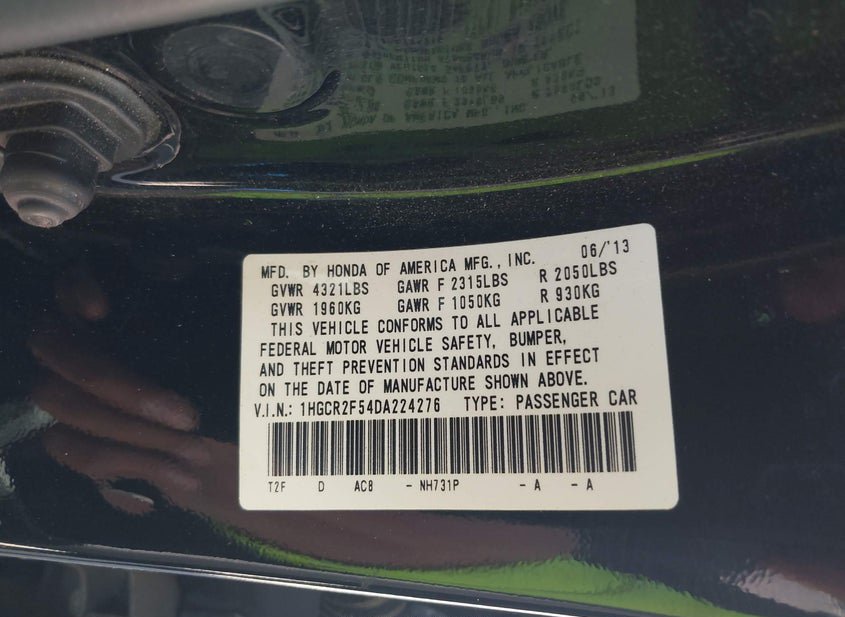 MFD. BY HONDA OF AMERICA MFG., INC. 06/'13
GVWR 4321LBS GAWR F 2315LBS R 2050LBS
GVWR 1960KG GAWR F 1050KG R 930KG
THIS VEHICLE CONFORMS TO ALL APPLICABLE
FEDERAL MOTOR VEHICLE SAFETY, BUMPER,
AND THEFT PREVENTION STANDARDS IN EFFECT
ON THE DATE OF MANUFACTURE SHOWN ABOVE.
V.I.N.: 1HGCR2F54DA224276 TYPE: PASSENGER CAR
T2F D AC8 - NH731P - A - A